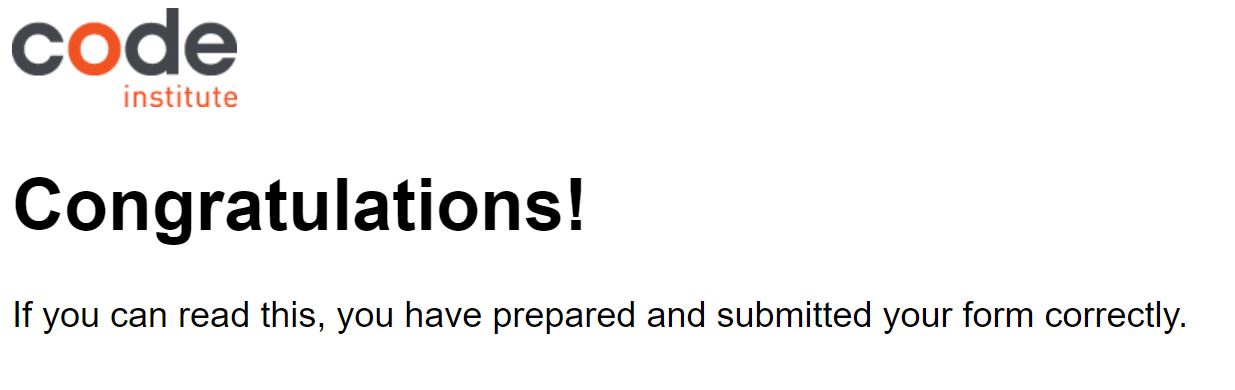 code
institute
Congratulations!
If you can read this, you have prepared and submitted your form correctly.